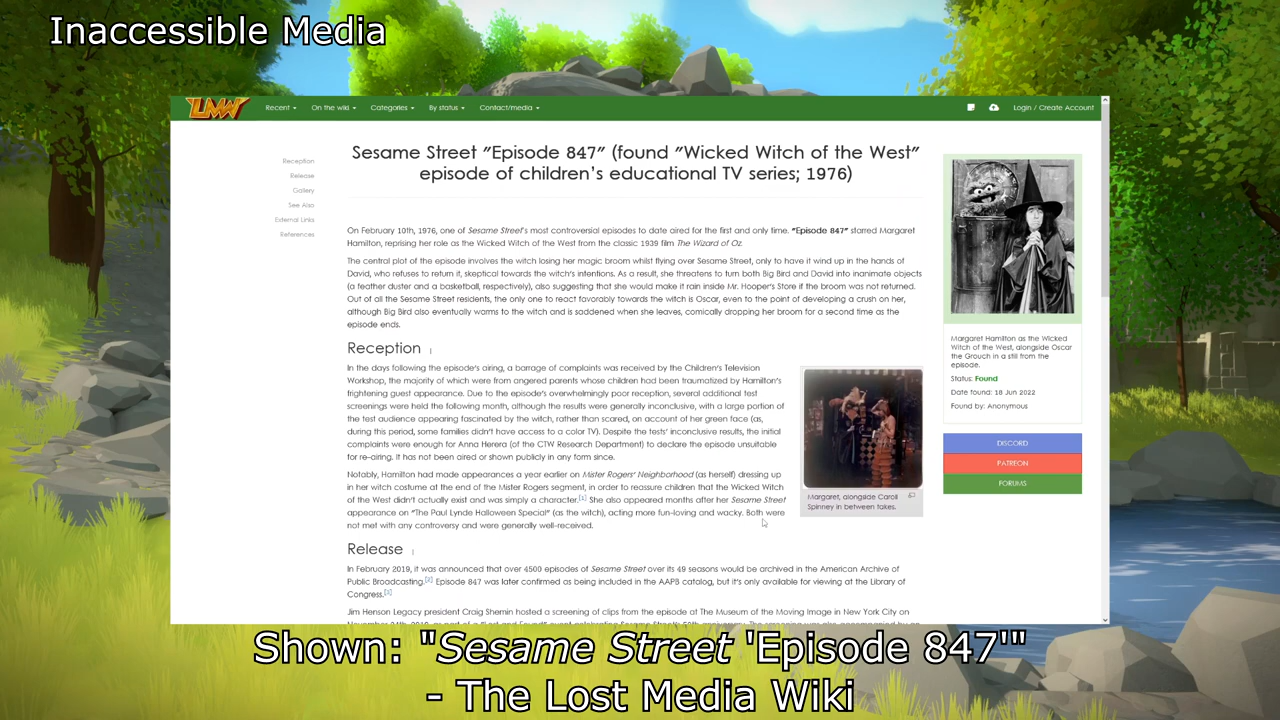 Inaccessible Media
LMW
Recent On the wiki Categories By status Contact/media Login / Create Account
Reception
Release
Gallery
See Also
External Links
References
Sesame Street "Episode 847" (found "Wicked Witch of the West"
episode of children's educational TV series; 1976)
On February 10th, 1976, one of Sesame Street's most controversial episodes to date aired for the first and only time. "Episode 847" starred Margaret
Hamilton, reprising her role as the Wicked Witch of the West from the classic 1939 film The Wizard of Oz.
The central plot of the episode involves the witch losing her magic broom whilst flying over Sesame Street, only to have it wind up in the hands of
David, who refuses to return it, skeptical towards the witch's intentions. As a result, she threatens to turn both Big Bird and David into inanimate objects
(a feather duster and a basketball, respectively), also suggesting that she would make it rain inside Mr. Hooper's Store if the broom was not returned.
Out of all the Sesame Street residents, the only one to react favorably towards the witch is Oscar, even to the point of developing a crush on her,
although Big Bird also eventually warms to the witch and is saddened when she leaves, comically dropping her broom for a second time as the
episode ends.
Reception
In the days following the episode's airing, a barrage of complaints was received by the Children's Television
Workshop, the majority of which were from angered parents whose children had been traumatized by Hamilton's
frightening guest appearance. Due to the episode's overwhelmingly poor reception, several additional test
screenings were held the following month, although the results were generally inconclusive, with a large portion of
the test audience appearing fascinated by the witch, rather than scared, on account of her green face (as,
during this period, some families didn't have access to a color TV). Despite the tests' inconclusive results, the initial
complaints were enough for Anna Herera (of the CTW Research Department) to declare the episode unsuitable
for re-airing. It has not been aired or shown publicly in any form since.
Notably, Hamilton had made appearances a year earlier on Mister Rogers' Neighborhood (as herself) dressing up
in her witch costume at the end of the Mister Rogers segment, in order to reassure children that the Wicked Witch
of the West didn't actually exist and was simply a character.[1] She also appeared months after her Sesame Street
appearance on "The Paul Lynde Halloween Special" (as the witch), acting more fun-loving and wacky. Both were
not met with any controversy and were generally well-received.
Margaret, alongside Caroll
Spinney in between takes.
Release
In February 2019, it was announced that over 4500 episodes of Sesame Street over its 49 seasons would be archived in the American Archive of
Public Broadcasting.[2] Episode 847 was later confirmed as being included in the AAPB catalog, but it's only available for viewing at the Library of
Congress.[3]
Jim Henson Legacy president Craig Shemin hosted a screening of clips from the episode at The Museum of the Moving Image in New York City on
Margaret Hamilton as the Wicked
Witch of the West, alongside Oscar
the Grouch in a still from the
episode.
Status: Found
Date found: 18 Jun 2022
Found by: Anonymous
DISCORD
PATREON
FORUMS
Shown: "Sesame Street 'Episode 847'"
- The Lost Media Wiki